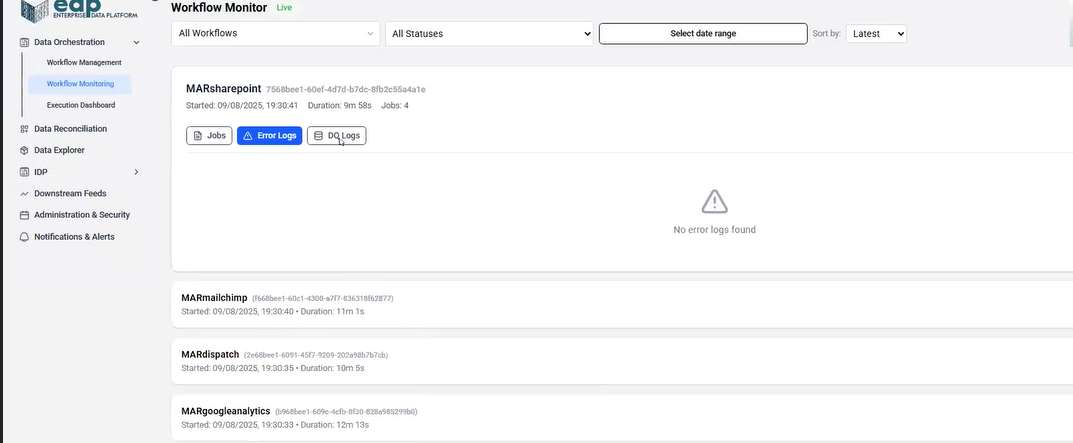 edp
ENTERPRISE DATA PLATFORM
Workflow Monitor Live
All Workflows
All Statuses
Select date range
Sort by: Latest
Data Orchestration
Workflow Management
Workflow Monitoring
Execution Dashboard
Data Reconciliation
Data Explorer
IDP
Downstream Feeds
Administration & Security
Notifications & Alerts
MARsharepoint 7568bee1-60ef-4d7d-b7dc-8fb2c55a4a1e
Started: 09/08/2025, 19:30:41 Duration: 9m 58s Jobs: 4
Jobs Error Logs DQ Logs
No error logs found
MARmailchimp (f668bee1-60c1-4300-a7f7-836318f62877)
Started: 09/08/2025, 19:30:40 • Duration: 11m 1s
MARdispatch (2e68bee1-6091-45f7-9209-202a98b7b7cb)
Started: 09/08/2025, 19:30:35 • Duration: 10m 5s
MARgoogleanalytics (b968bee1-609c-4cfb-8f30-828a985299b0)
Started: 09/08/2025, 19:30:33 • Duration: 12m 13s